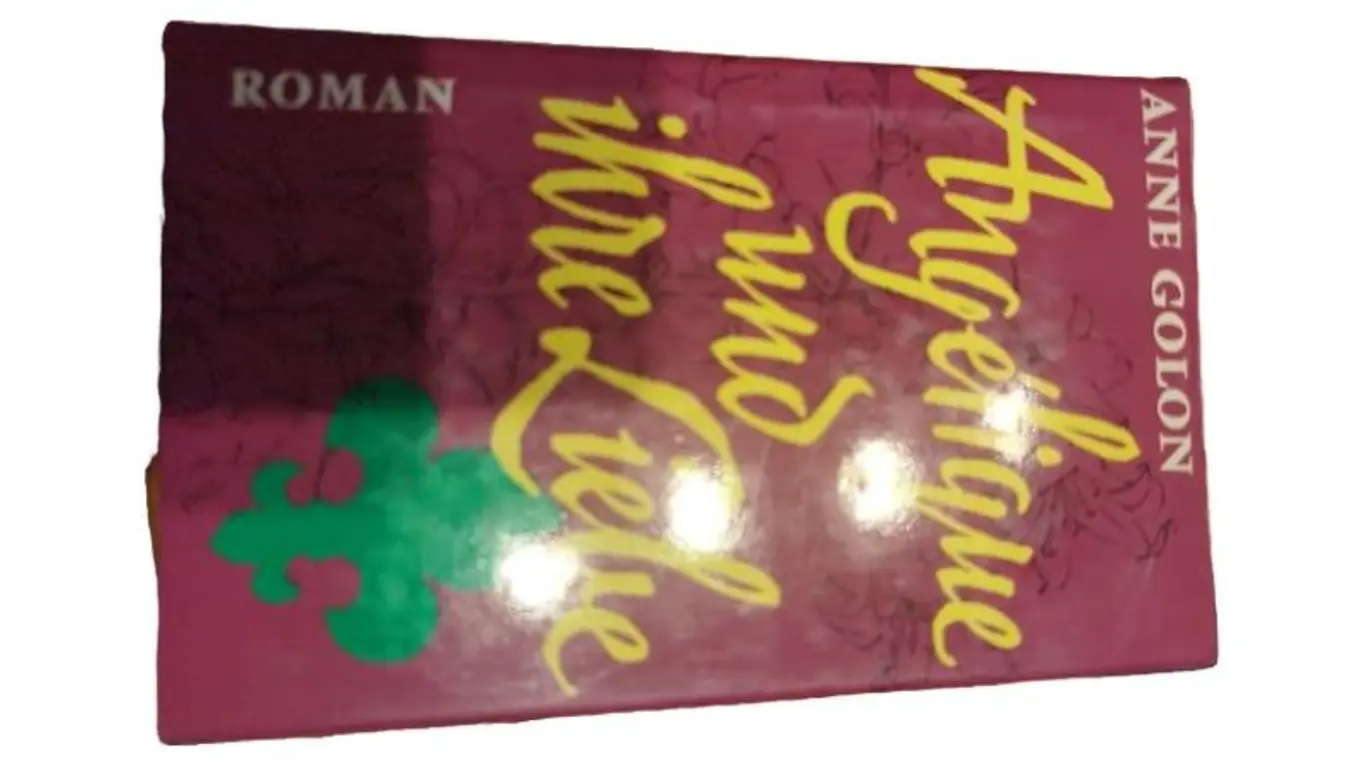 ANNE GOLON
Angelique
und
ihre Liebe
ROMAN